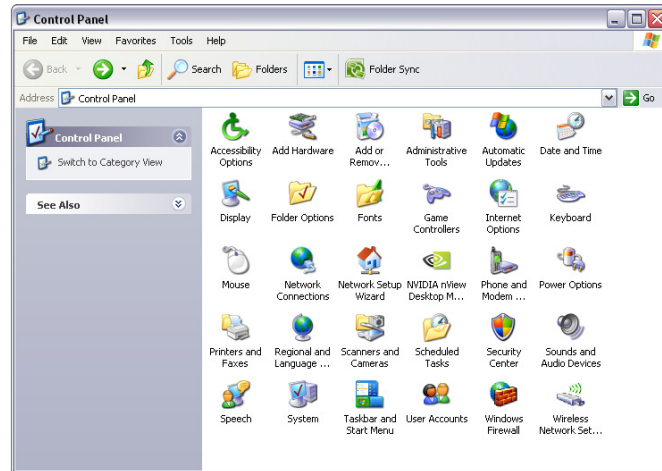 Control Panel
File Edit View Favorites Tools Help
Back Search Folders Folder Sync
Address Control Panel Go
Control Panel
Switch to Category View
See Also
Accessibility Options
Add Hardware
Add or Remov...
Administrative Tools
Automatic Updates
Date and Time
Display
Folder Options
Fonts
Game Controllers
Internet Options
Keyboard
Mouse
Network Connections
Network Setup Wizard
NVIDIA nView Desktop M...
Phone and Modem ...
Power Options
Printers and Faxes
Regional and Language ...
Scanners and Cameras
Scheduled Tasks
Security Center
Sounds and Audio Devices
Speech
System
Taskbar and Start Menu
User Accounts
Windows Firewall
Wireless Network Set...